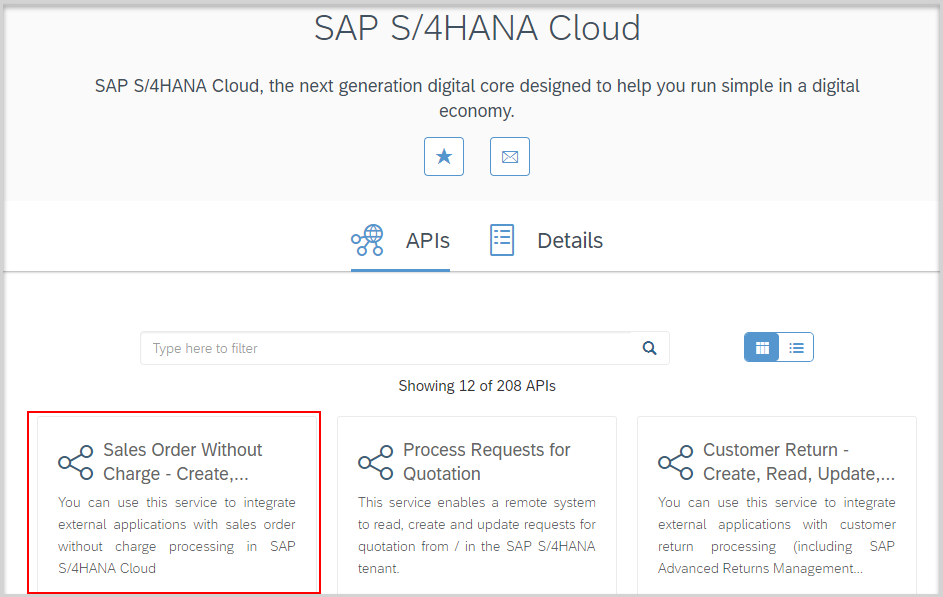 SAP S/4HANA Cloud
SAP S/4HANA Cloud, the next generation digital core designed to help you run simple in a digital
economy.
APIs
Details
Type here to filter
Showing 12 of 208 APIs
Sales Order Without
Charge - Create,...
You can use this service to integrate
external applications with sales order
without charge processing in SAP
S/4HANA Cloud
Process Requests for
Quotation
This service enables a remote system
to read, create and update requests for
quotation from / in the SAP S/4HANA
tenant.
Customer Return -
Create, Read, Update,...
You can use this service to integrate
external applications with customer
return processing (including SAP
Advanced Returns Management...